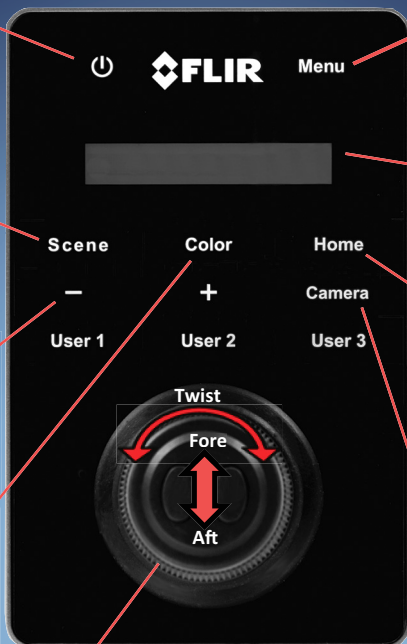 FLIR Menu
Scene Color Home
− + Camera
User 1 User 2 User 3
Twist
Fore
Aft